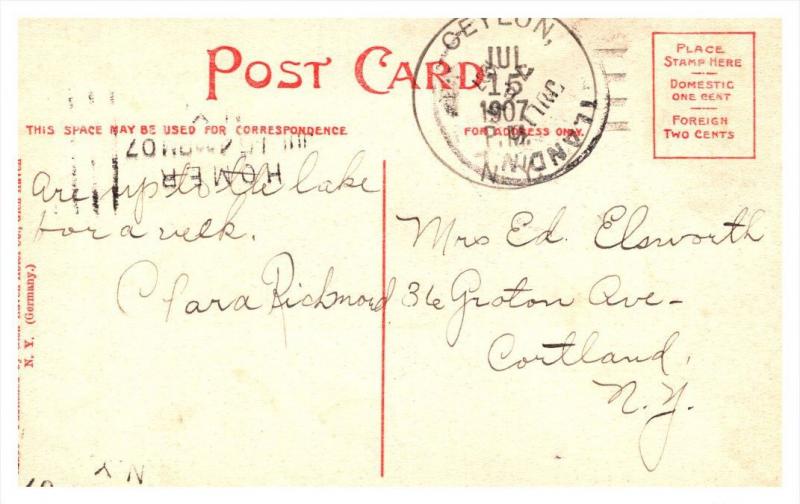 POST CARD
THIS SPACE MAY BE USED FOR CORRESPONDENCE
FOR ADDRESS ONLY.
PLACE
STAMP HERE
DOMESTIC
ONE CENT
FOREIGN
TWO CENTS
CEYLON,
JUL
15
1907
P.M.
HOMER
Are up to the lake
for a week.
Clara Richmond
Mrs Ed. Elsworth
36 Groton Ave-
Cortland,
N.Y.
N. Y. (Germany.)
N.Y